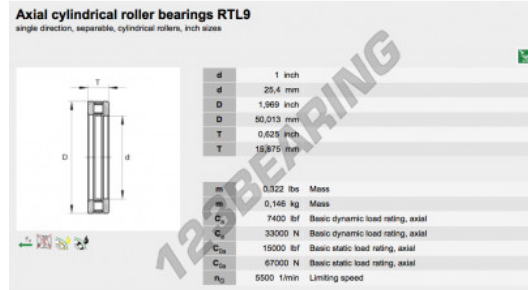 Axial cylindrical roller bearings RTL9
single direction, separable, cylindrical rollers, inch sizes
T
D
d
d 1 inch
d 25,4 mm
D 1,969 inch
D 50,013 mm
T 0,625 inch
T 15,875 mm
m 0,322 lbs Mass
m 0,146 kg Mass
Ca 7400 lbf Basic dynamic load rating, axial
Ca 33000 N Basic dynamic load rating, axial
C0a 15000 lbf Basic static load rating, axial
C0a 67000 N Basic static load rating, axial
nG 5500 1/min Limiting speed
123BEARING